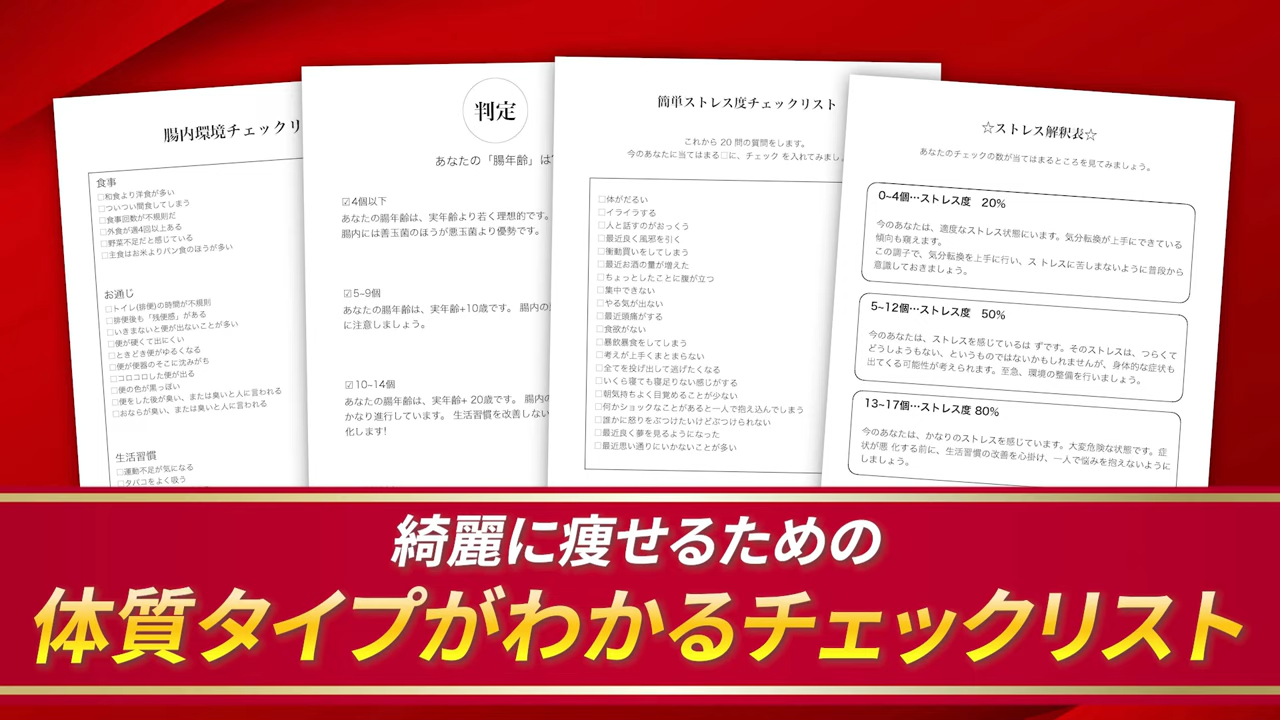 腸内環境チェックリ
食事
□和食より洋食が多い
□ついつい間食してしまう
□食事回数が不規則だ
□外食が週4回以上ある
□野菜不足だと感じている
□主食はお米よりパン食のほうが多い
お通じ
□トイレ(排便)の時間が不規則
□排便後も「残便感」がある
□いきまないと便が出ないことが多い
□便が硬くて出にくい
□ときどき便がゆるくなる
□便が便器のそこに沈みがち
□コロコロした便が出る
□便の色が黒っぽい
□便をした後が臭い、または臭いと人に言われる
□おならが臭い、または臭いと人に言われる
生活習慣
□運動不足が気になる
□タバコをよく吸う
判定
あなたの「腸年齢」は
☑4個以下
あなたの腸年齢は、実年齢より若く理想的です。
腸内には善玉菌のほうが悪玉菌より優勢です。
☑5~9個
あなたの腸年齢は、実年齢+10歳です。 腸内の
に注意しましょう。
☑10~14個
あなたの腸年齢は、実年齢+ 20歳です。 腸内の
かなり進行しています。 生活習慣を改善しない
化します!
簡単ストレス度チェックリスト
これから 20 問の質問をします。
今のあなたに当てはまる□に、チェック を入れてみまし
□体がだるい
□イライラする
□人と話すのがおっくう
□最近良く風邪を引く
□衝動買いをしてしまう
□最近お酒の量が増えた
□ちょっとしたことに腹が立つ
□集中できない
□やる気が出ない
□最近頭痛がする
□食欲がない
□暴飲暴食をしてしまう
□考えが上手くまとまらない
□全てを投げ出して逃げたくなる
□いくら寝ても寝足りない感じがする
□朝気持ちよく目覚めることが少ない
□何かショックなことがあると一人で抱え込んでしまう
□誰かに怒りをぶつけたいけどぶつけられない
□最近良く夢を見るようになった
□最近思い通りにいかないことが多い
☆ストレス解釈表☆
あなたのチェックの数が当てはまるところを見てみましょう。
0~4個…ストレス度 20%
今のあなたは、適度なストレス状態にいます。気分転換が上手にできている
傾向も窺えます。
この調子で、気分転換を上手に行い、ス トレスに苦しまないように普段から
意識しておきましょう。
5~12個…ストレス度 50%
今のあなたは、ストレスを感じているは ずです。そのストレスは、つらくて
どうしようもない、というものではないかもしれませんが、身体的な症状も
出てくる可能性が考えられます。至急、環境の整備を行いましょう。
13~17個…ストレス度 80%
今のあなたは、かなりのストレスを感じています。大変危険な状態です。症
状が悪 化する前に、生活習慣の改善を心掛け、一人で悩みを抱えないように
しましょう。
綺麗に痩せるための
体質タイプがわかるチェックリスト